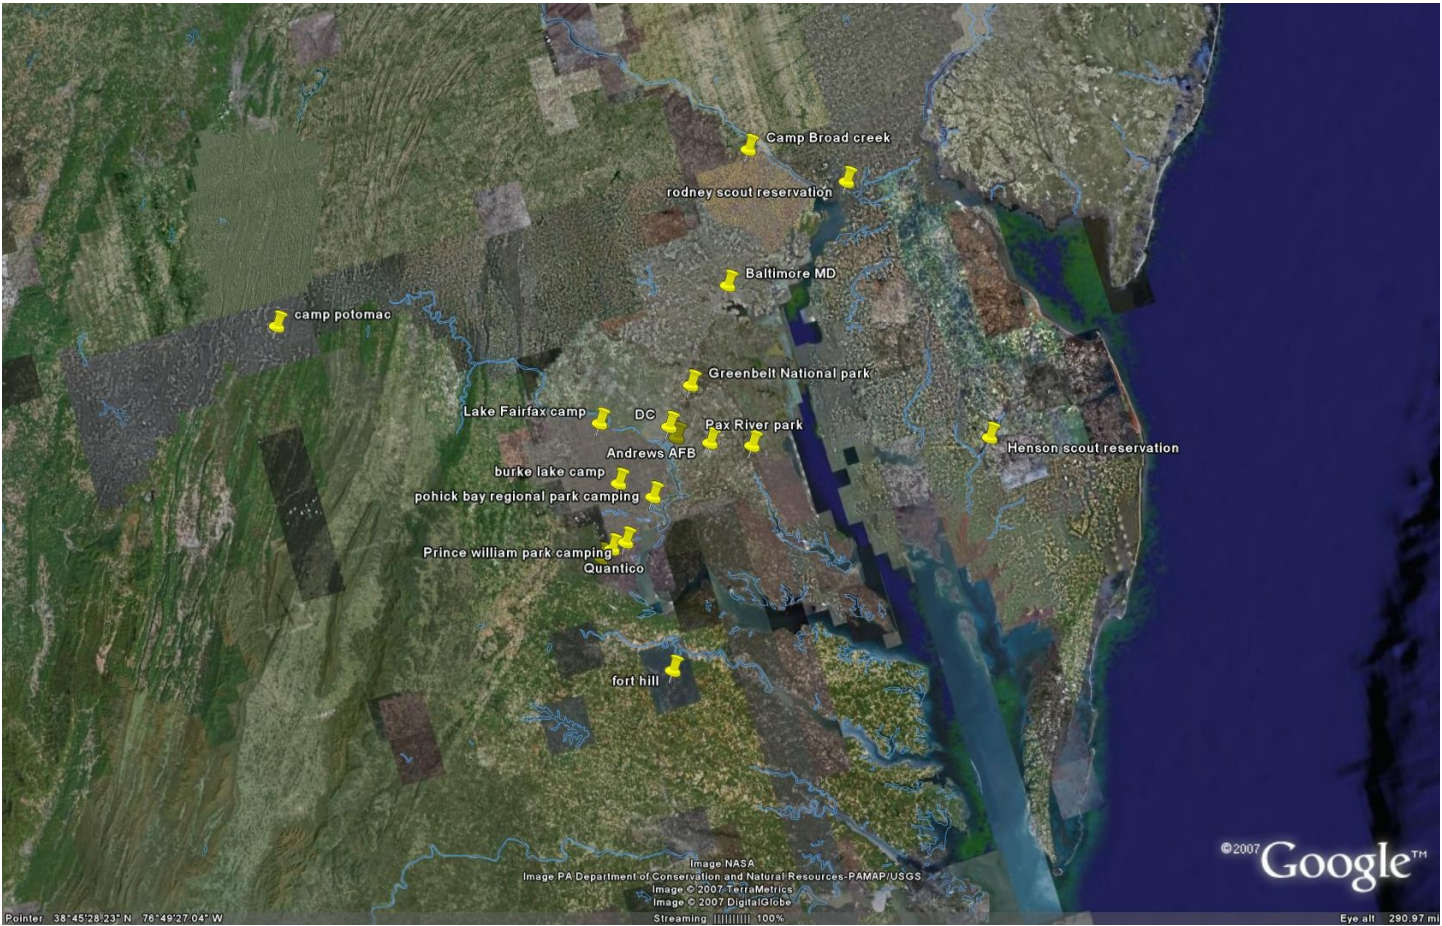 Camp Broad creek
rodney scout reservation
Baltimore MD
camp potomac
Greenbelt National park
Lake Fairfax camp
DC
Pax River park
Andrews AFB
Henson scout reservation
burke lake camp
pohick bay regional park camping
Prince william park camping
Quantico
fort hill
©2007 Google™
Image NASA
Image PA Department of Conservation and Natural Resources-PAMAP/USGS
Image © 2007 TerraMetrics
Image © 2007 DigitalGlobe
Pointer 38°45'28.23" N 76°49'27.04" W Streaming |||||||||| 100% Eye alt 290.97 mi